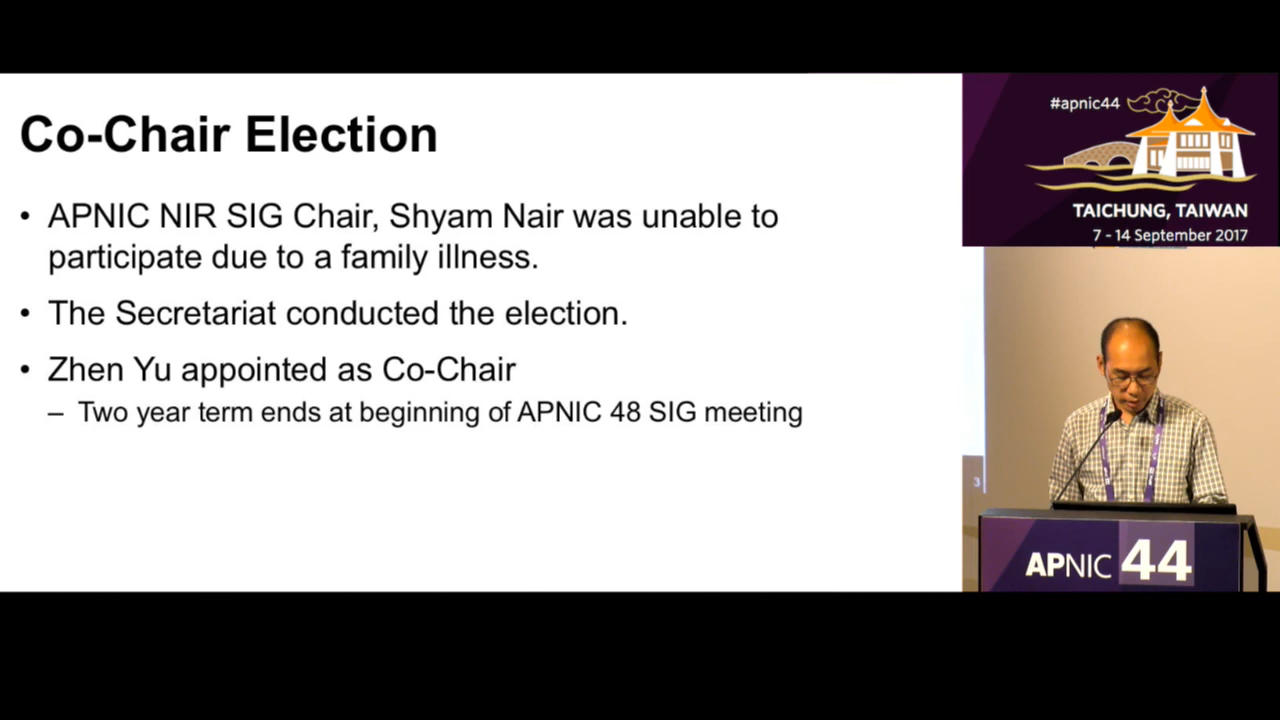 Co-Chair Election
• APNIC NIR SIG Chair, Shyam Nair was unable to
participate due to a family illness.
• The Secretariat conducted the election.
• Zhen Yu appointed as Co-Chair
– Two year term ends at beginning of APNIC 48 SIG meeting
#apnic44
TAICHUNG, TAIWAN
7 - 14 September 2017
3
APNIC 44